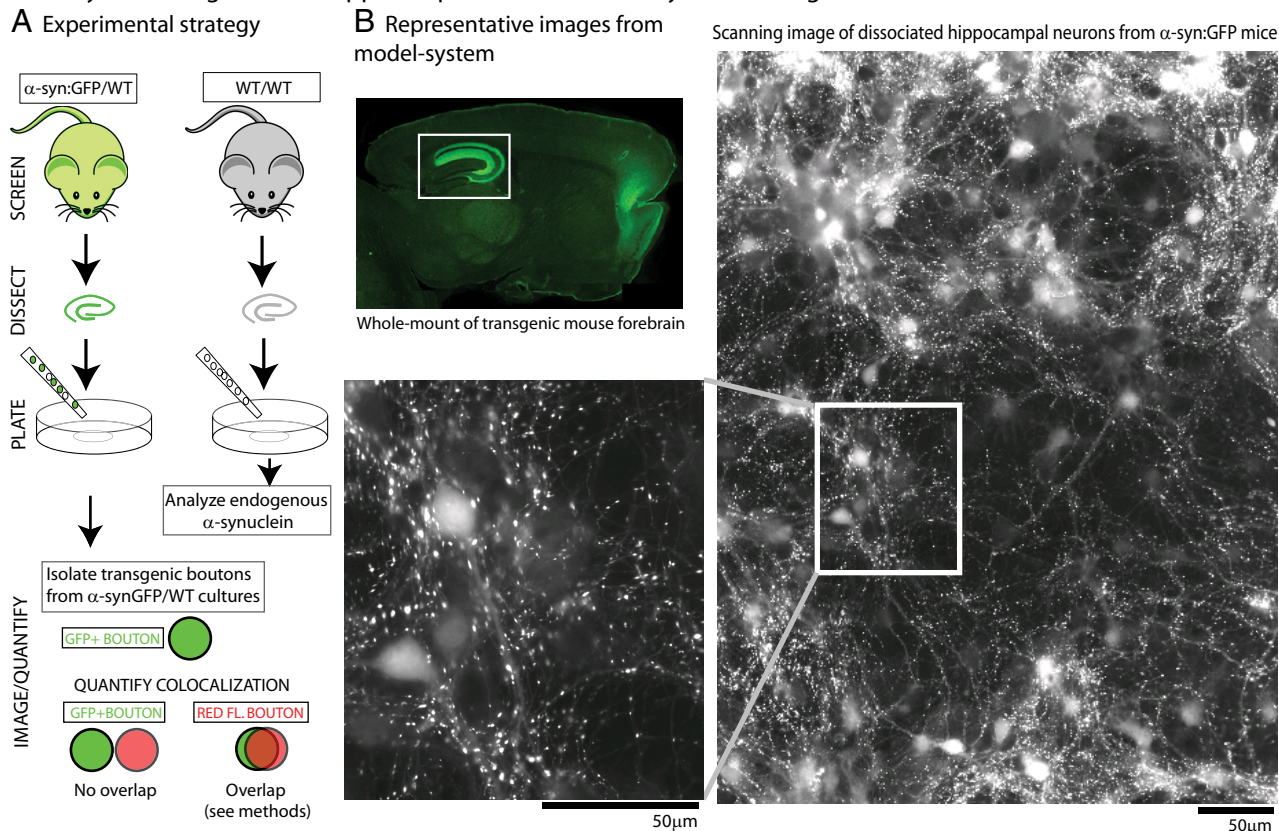 A Experimental strategy
α-syn:GFP/WT
WT/WT
SCREEN
DISSECT
PLATE
Analyze endogenous
α-synuclein
IMAGE/QUANTIFY
Isolate transgenic boutons
from α-synGFP/WT cultures
GFP+ BOUTON
QUANTIFY COLOCALIZATION
GFP+BOUTON
RED FL. BOUTON
No overlap
Overlap
(see methods)
B Representative images from
model-system
Whole-mount of transgenic mouse forebrain
50μm
Scanning image of dissociated hippocampal neurons from α-syn:GFP mice
50μm